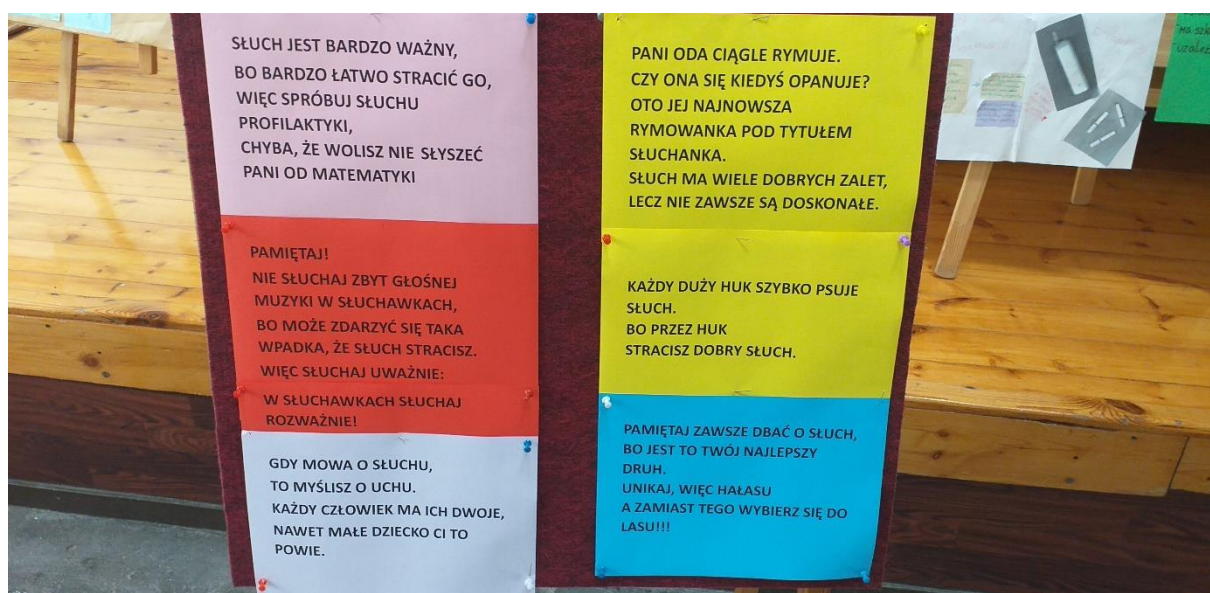 SŁUCH JEST BARDZO WAŻNY,
BO BARDZO ŁATWO STRACIĆ GO,
WIĘC SPRÓBUJ SŁUCHU
PROFILAKTYKI,
CHYBA, ŻE WOLISZ NIE SŁYSZEĆ
PANI OD MATEMATYKI
PAMIĘTAJ!
NIE SŁUCHAJ ZBYT GŁOŚNEJ
MUZYKI W SŁUCHAWKACH,
BO MOŻE ZDARZYĆ SIĘ TAKA
WPADKA, ŻE SŁUCH STRACISZ.
WIĘC SŁUCHAJ UWAŻNIE:
W SŁUCHAWKACH SŁUCHAJ
ROZWAŻNIE!
GDY MOWA O SŁUCHU,
TO MYŚLISZ O UCHU.
KAŻDY CZŁOWIEK MA ICH DWOJE,
NAWET MAŁE DZIECKO CI TO
POWIE.
PANI ODA CIĄGLE RYMUJE.
CZY ONA SIĘ KIEDYŚ OPANUJE?
OTO JEJ NAJNOWSZA
RYMOWANKA POD TYTUŁEM
SŁUCHANKA.
SŁUCH MA WIELE DOBRYCH ZALET,
LECZ NIE ZAWSZE SĄ DOSKONAŁE.
KAŻDY DUŻY HUK SZYBKO PSUJE
SŁUCH.
BO PRZEZ HUK
STRACISZ DOBRY SŁUCH.
PAMIĘTAJ ZAWSZE DBAĆ O SŁUCH,
BO JEST TO TWÓJ NAJLEPSZY
DRUH.
UNIKAJ, WIĘC HAŁASU
A ZAMIAST TEGO WYBIERZ SIĘ DO
LASU!!!